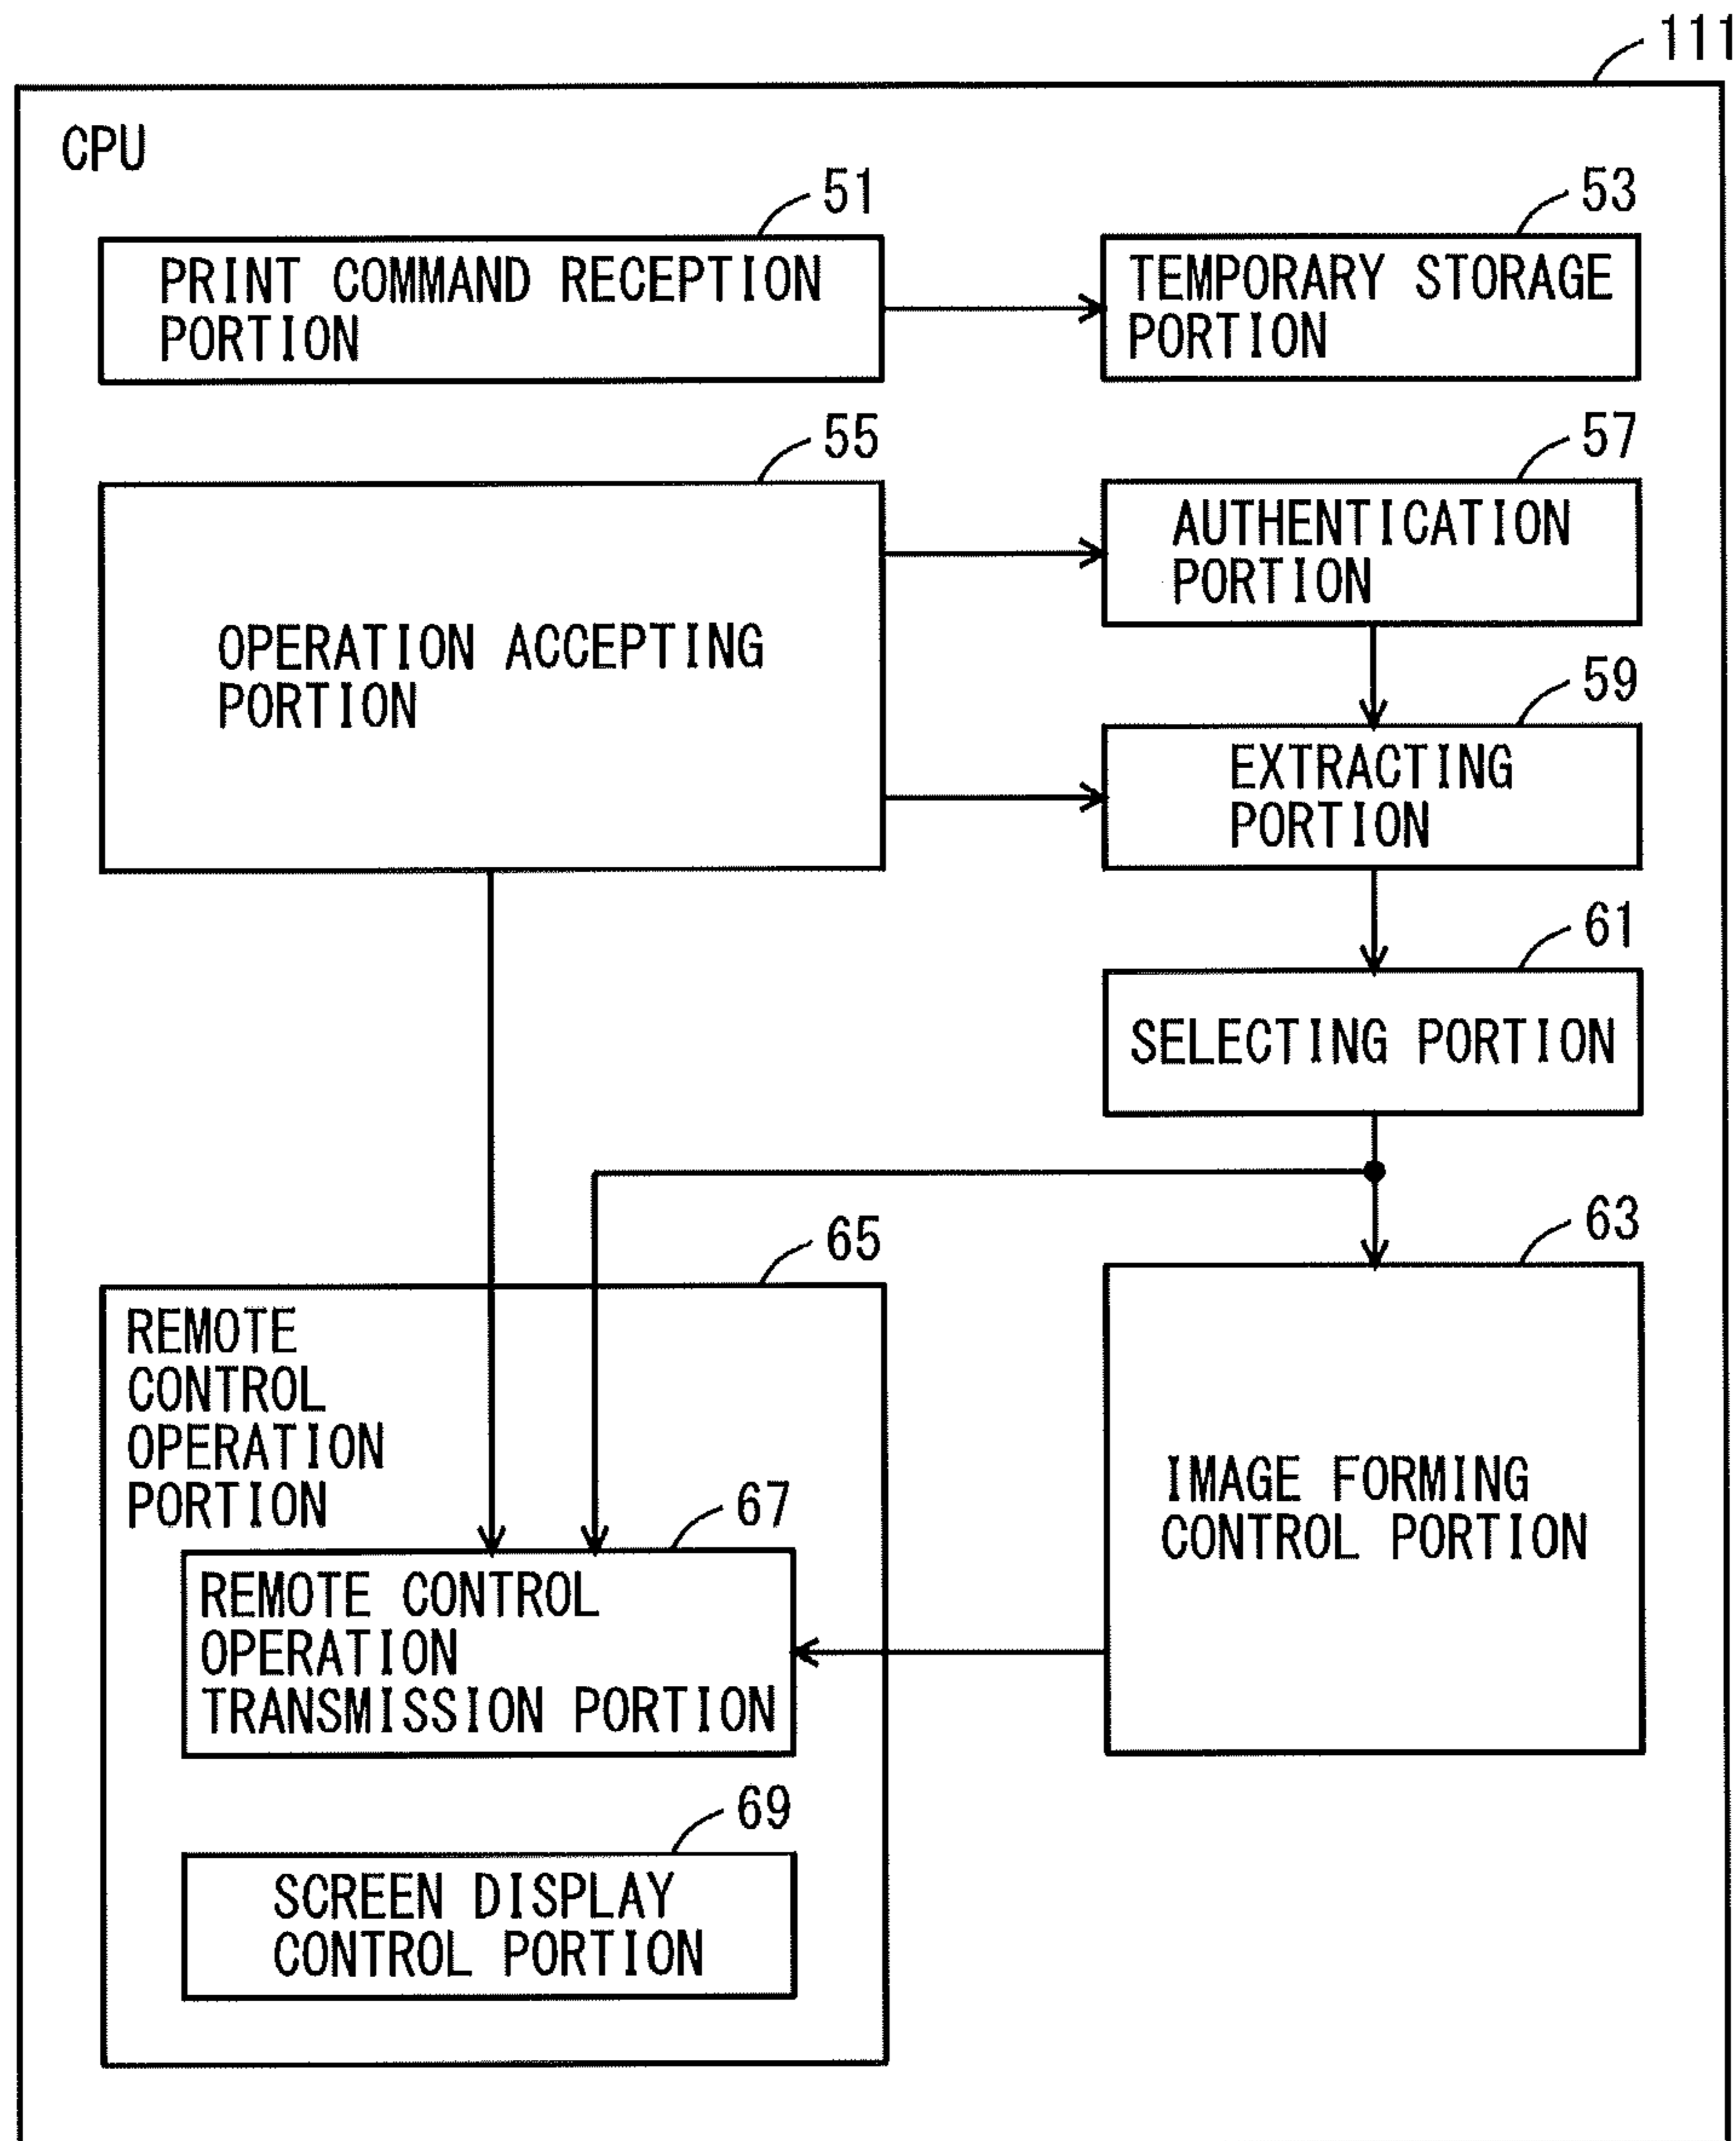 111
CPU
51
PRINT COMMAND RECEPTION
PORTION
53
TEMPORARY STORAGE
PORTION
55
OPERATION ACCEPTING
PORTION
57
AUTHENTICATION
PORTION
59
EXTRACTING
PORTION
61
SELECTING PORTION
63
IMAGE FORMING
CONTROL PORTION
65
REMOTE
CONTROL
OPERATION
PORTION
67
REMOTE CONTROL
OPERATION
TRANSMISSION PORTION
69
SCREEN DISPLAY
CONTROL PORTION